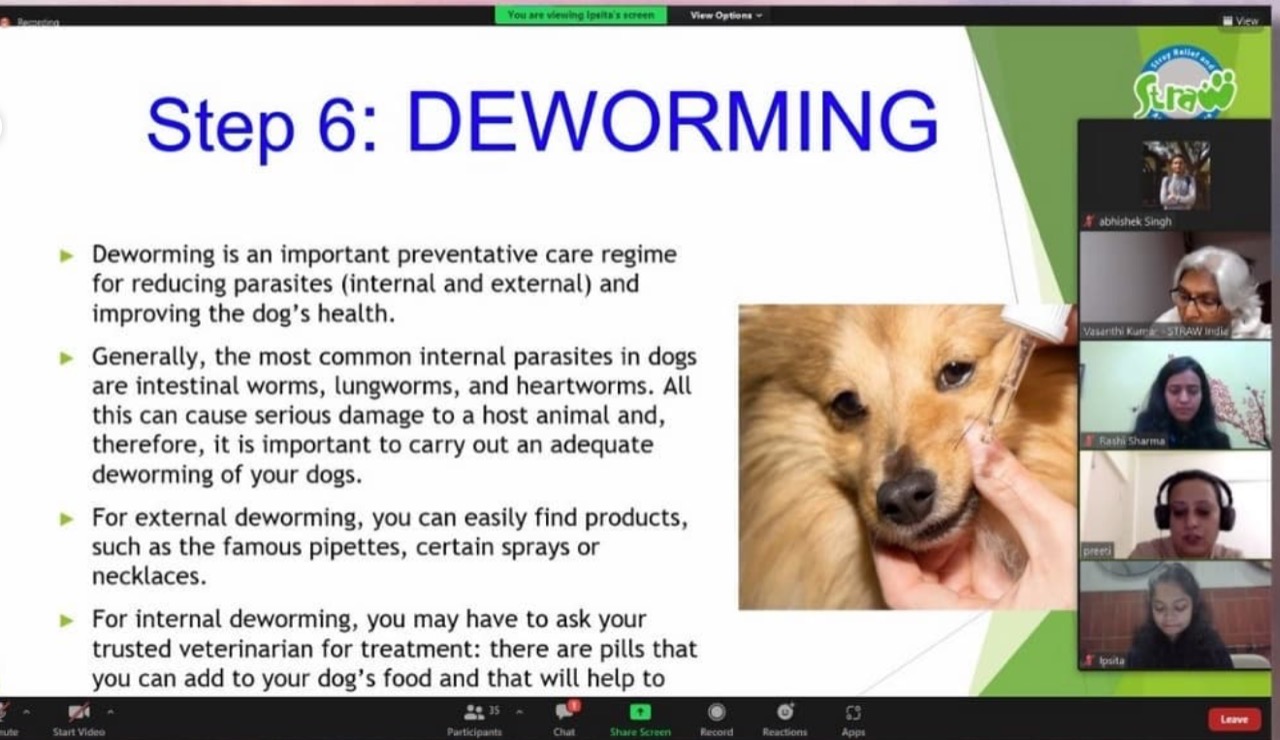 Recording
You are viewing Ipsita's screen
View Options
View
Stray Relief and
Straw
Step 6: DEWORMING
abhishek Singh
Deworming is an important preventative care regime
for reducing parasites (internal and external) and
improving the dog's health.
Vasanthi Kumar - STRAW India
Generally, the most common internal parasites in dogs
are intestinal worms, lungworms, and heartworms. All
this can cause serious damage to a host animal and,
therefore, it is important to carry out an adequate
deworming of your dogs.
Rashi Sharma
For external deworming, you can easily find products,
such as the famous pipettes, certain sprays or
necklaces.
preeti
For internal deworming, you may have to ask your
trusted veterinarian for treatment: there are pills that
you can add to your dog's food and that will help to
Ipsita
ute
Start Video
Participants
35
Chat
1
Share Screen
Record
Reactions
Apps
Leave